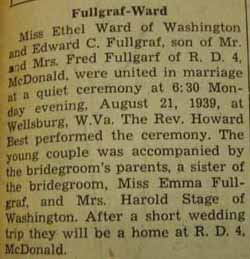 Fullgraf-Ward
Miss Ethel Ward of Washington
and Edward C. Fullgraf, son of Mr.
and Mrs. Fred Fullgarf of R. D. 4,
McDonald, were united in marriage
at a quiet ceremony at 6:30 Mon-
day evening, August 21, 1939, at
Wellsburg, W.Va. The Rev. Howard
Best performed the ceremony. The
young couple was accompanied by
the bridegroom's parents, a sister of
the bridegroom, Miss Emma Full-
graf, and Mrs. Harold Stage of
Washington. After a short wedding
trip they will be a home at R. D. 4,
McDonald.